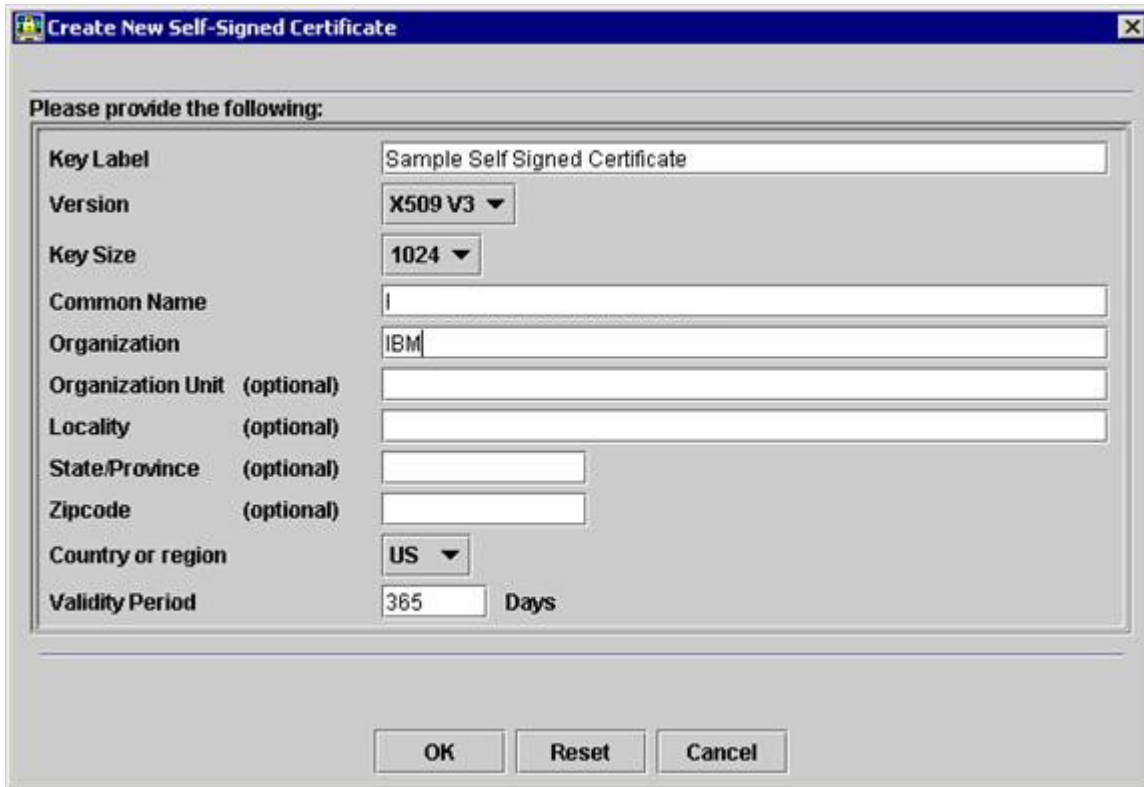 Create New Self-Signed Certificate
Please provide the following:
Key Label Sample Self Signed Certificate
Version X509 V3
Key Size 1024
Common Name I
Organization IBM
Organization Unit (optional)
Locality (optional)
State/Province (optional)
Zipcode (optional)
Country or region US
Validity Period 365 Days
OK Reset Cancel